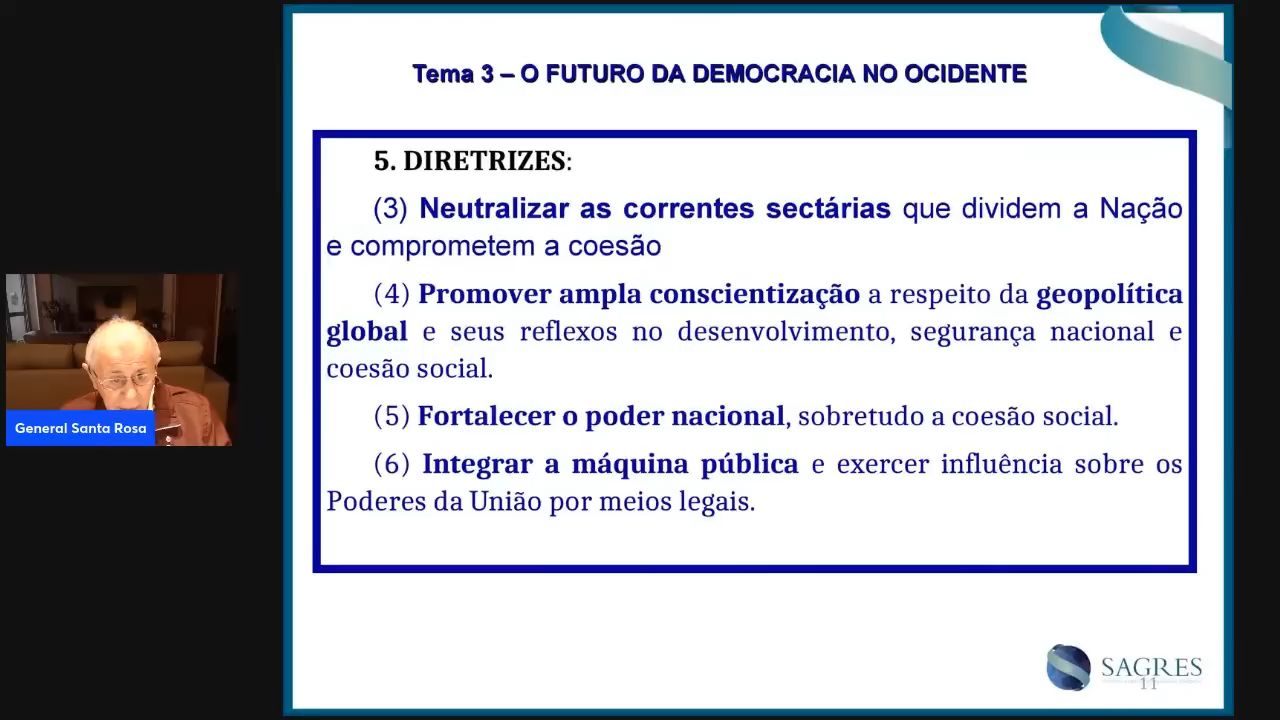 Tema 3 – O FUTURO DA DEMOCRACIA NO OCIDENTE
5. DIRETRIZES:
(3) Neutralizar as correntes sectárias que dividem a Nação
e comprometem a coesão
(4) Promover ampla conscientização a respeito da geopolítica
global e seus reflexos no desenvolvimento, segurança nacional e
coesão social.
(5) Fortalecer o poder nacional, sobretudo a coesão social.
(6) Integrar a máquina pública e exercer influência sobre os
Poderes da União por meios legais.
General Santa Rosa
SAGRES
11